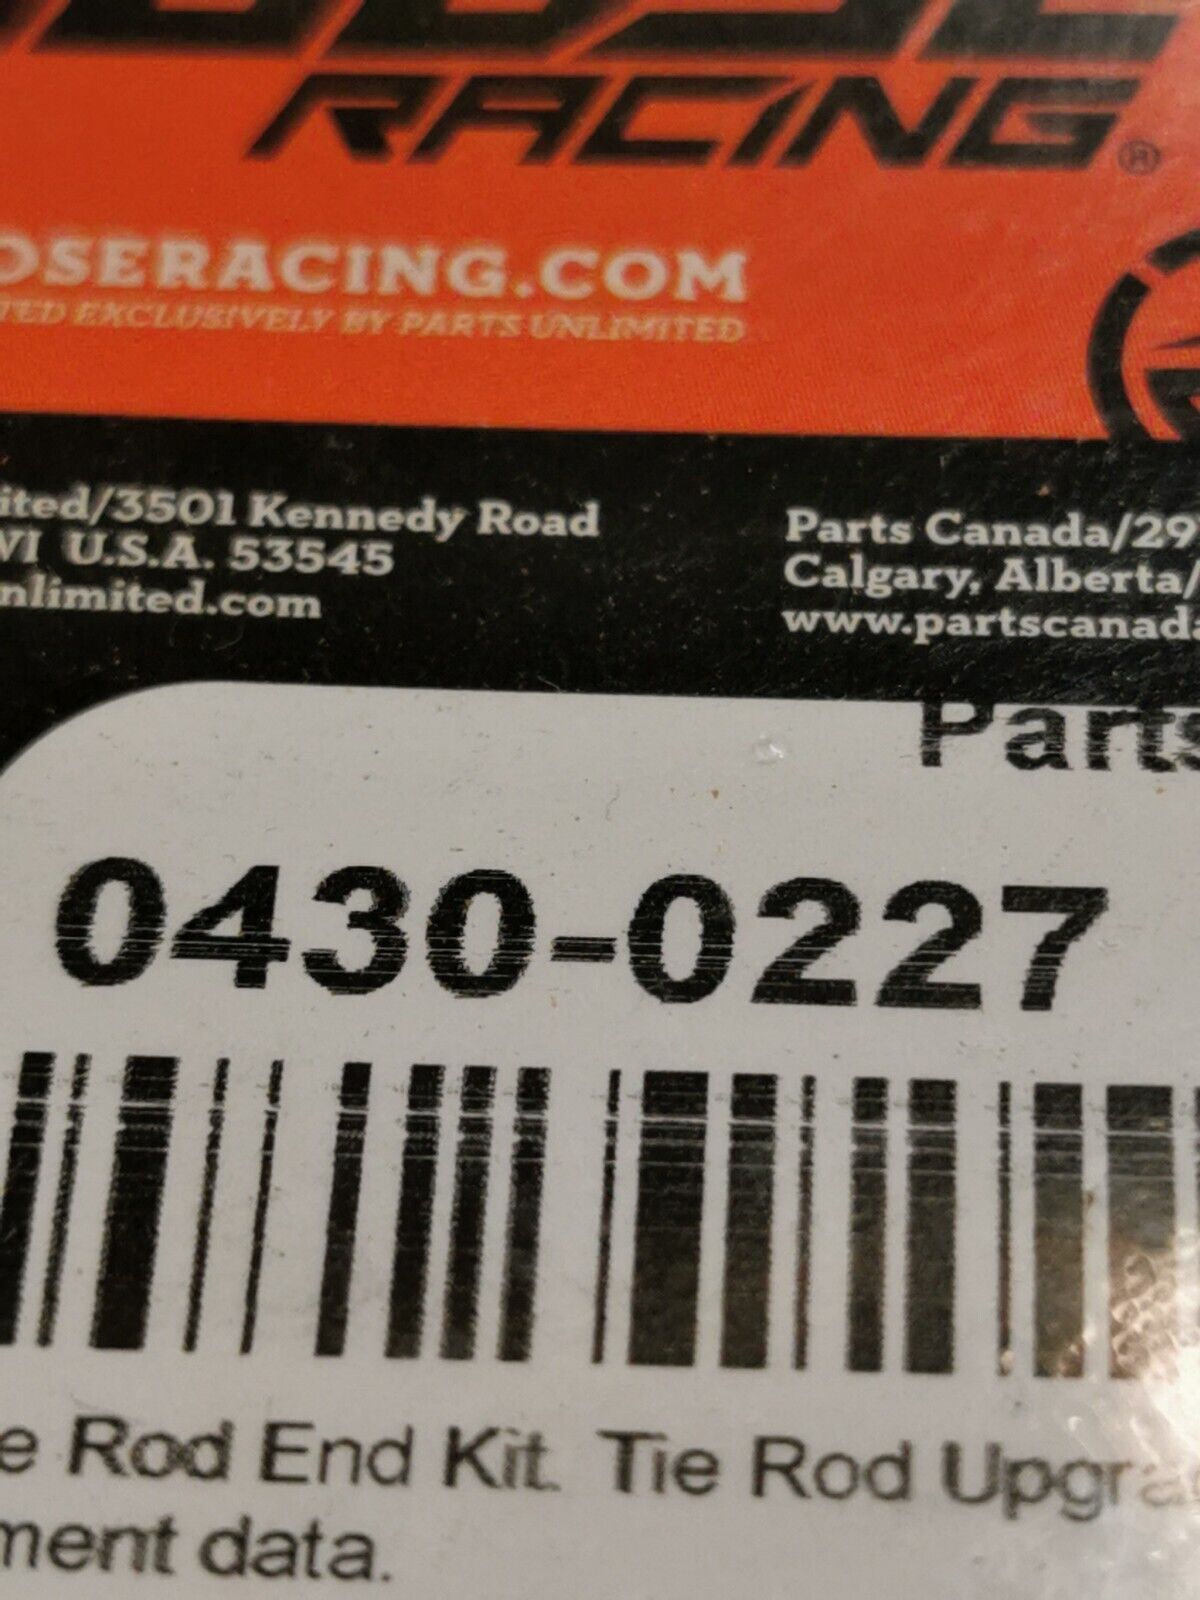 RACING®
OSERACING.COM
TED EXCLUSIVELY BY PARTS UNLIMITED
ited/3501 Kennedy Road
WI U.S.A. 53545
nlimited.com
Parts Canada/29
Calgary, Alberta/
www.partscanada
Parts
0430-0227
e Rod End Kit. Tie Rod Upgra
ment data.